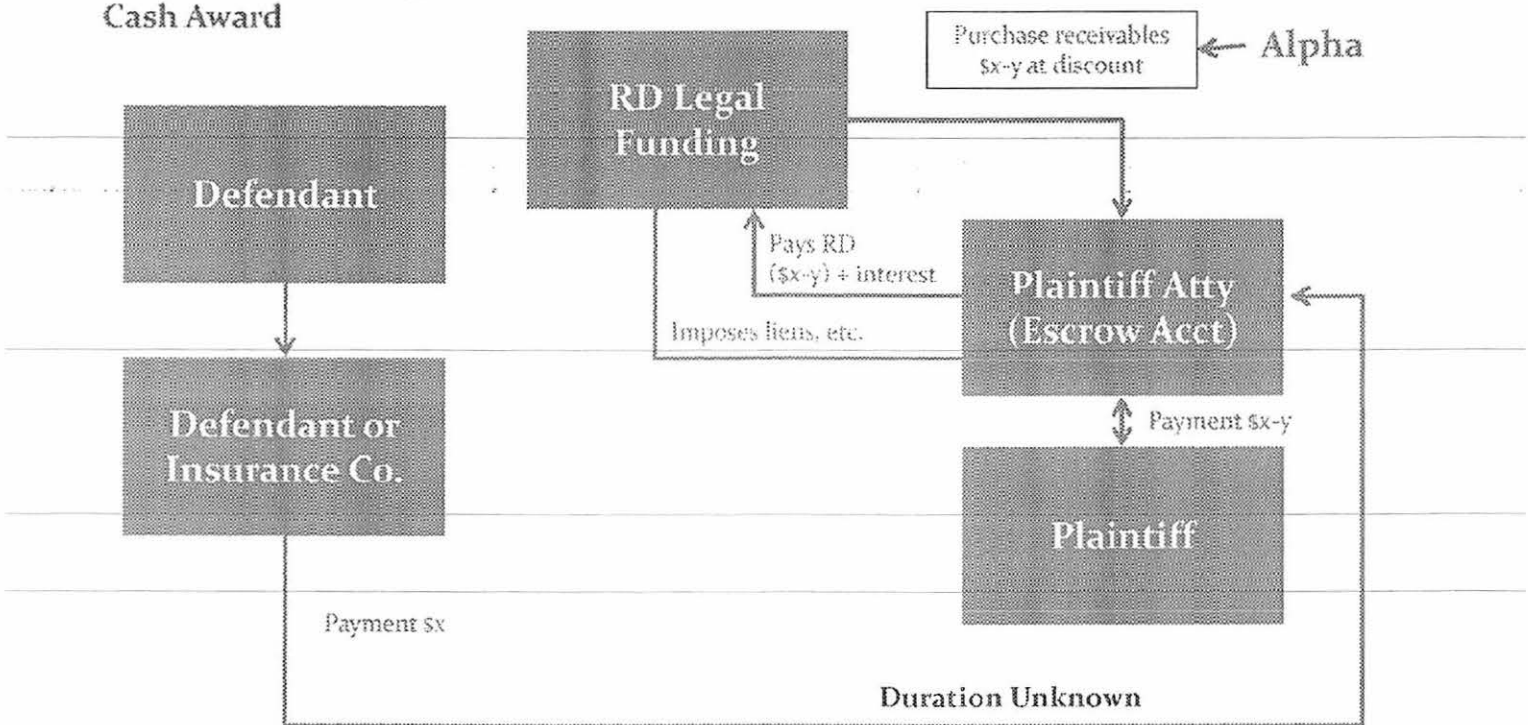 Cash Award
Purchase receivables
$x-y at discount
Alpha
RD Legal
Funding
Defendant
Pays RD
($x-y) + interest
Plaintiff Atty
(Escrow Acct)
Imposes liens, etc.
Defendant or
Insurance Co.
Payment $x-y
Plaintiff
Payment $x
Duration Unknown